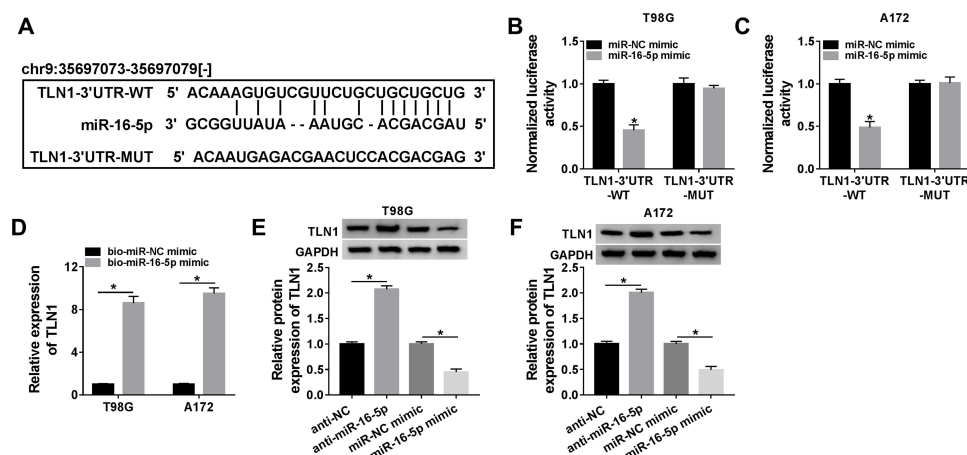 A
chr9:35697073-35697079[-]
TLN1-3'UTR-WT 5' ACAAAGUGUCGUUCUGCUGCUGCUG 3'
miR-16-5p 3' GCGGUUAUA--AAUGC-ACGACGAU 5'
TLN1-3'UTR-MUT 5' ACAAUGAGACGAACUCCACGACGAG 3'
B
T98G
miR-NC mimic
miR-16-5p mimic
Normalized luciferase
activity
1.5
1.0
0.5
0.0
*
TLN1-3'UTR
-WT
TLN1-3'UTR
-MUT
C
A172
miR-NC mimic
miR-16-5p mimic
Normalized luciferase
activity
1.5
1.0
0.5
0.0
*
TLN1-3'UTR
-WT
TLN1-3'UTR
-MUT
D
bio-miR-NC mimic
bio-miR-16-5p mimic
Relative expression
of TLN1
12
8
4
0
*
*
T98G
A172
E
T98G
TLN1
GAPDH
Relative protein
expression of TLN1
2.5
2.0
1.5
1.0
0.5
0.0
*
*
anti-NC
anti-miR-16-5p
miR-NC mimic
miR-16-5p mimic
F
A172
TLN1
GAPDH
Relative protein
expression of TLN1
2.5
2.0
1.5
1.0
0.5
0.0
*
*
anti-NC
anti-miR-16-5p
miR-NC mimic
miR-16-5p mimic